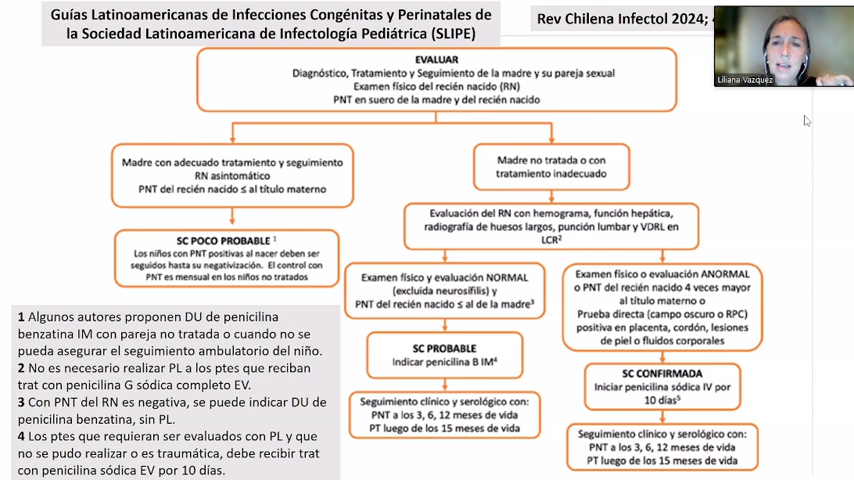 Guías Latinoamericanas de Infecciones Congénitas y Perinatales de
la Sociedad Latinoamericana de Infectología Pediátrica (SLIPE)
Rev Chilena Infectol 2024;
Liliana Vazquez
EVALUAR
Diagnóstico, Tratamiento y Seguimiento de la madre y su pareja sexual
Examen físico del recién nacido (RN)
PNT en suero de la madre y del recién nacido
Madre con adecuado tratamiento y seguimiento
RN asintomático
PNT del recién nacido ≤ al título materno
Madre no tratada o con
tratamiento inadecuado
SC POCO PROBABLE 1
Los niños con PNT positivas al nacer deben ser
seguidos hasta su negativización. El control con
PNT es mensual en los niños no tratados
Evaluación del RN con hemograma, función hepática,
radiografía de huesos largos, punción lumbar y VDRL en
LCR2
Examen físico y evaluación NORMAL
(excluida neurosífilis) y
PNT del recién nacido ≤ al de la madre3
Examen físico o evaluación ANORMAL
o PNT del recién nacido 4 veces mayor
al título materno o
Prueba directa (campo oscuro o RPC)
positiva en placenta, cordón, lesiones
de piel o fluidos corporales
SC PROBABLE
Indicar penicilina B IM4
SC CONFIRMADA
Iniciar penicilina sódica IV por
10 días5
Seguimiento clínico y serológico con:
PNT a los 3, 6, 12 meses de vida
PT luego de los 15 meses de vida
Seguimiento clínico y serológico con:
PNT a los 3, 6, 12 meses de vida
PT luego de los 15 meses de vida
1 Algunos autores proponen DU de penicilina
benzatina IM con pareja no tratada o cuando no se
pueda asegurar el seguimiento ambulatorio del niño.
2 No es necesario realizar PL a los ptes que reciban
trat con penicilina G sódica completo EV.
3 Con PNT del RN es negativa, se puede indicar DU de
penicilina benzatina, sin PL.
4 Los ptes que requieran ser evaluados con PL y que
no se pudo realizar o es traumática, debe recibir trat
con penicilina sódica EV por 10 días.